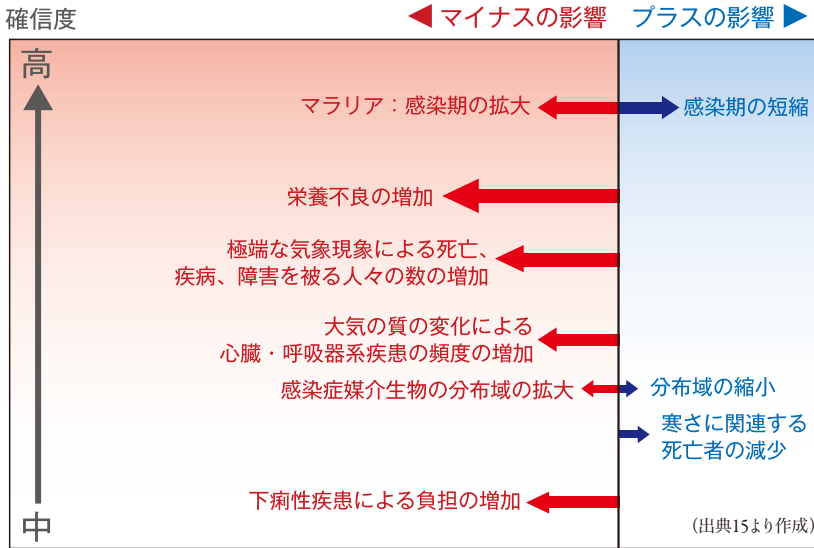 確信度
◀ マイナスの影響 プラスの影響 ▶
高
マラリア：感染期の拡大 感染期の短縮
栄養不良の増加
極端な気象現象による死亡、
疾病、障害を被る人々の数の増加
大気の質の変化による
心臓・呼吸器系疾患の頻度の増加
感染症媒介生物の分布域の拡大 分布域の縮小
寒さに関連する
死亡者の減少
下痢性疾患による負担の増加
中
（出典15より作成）